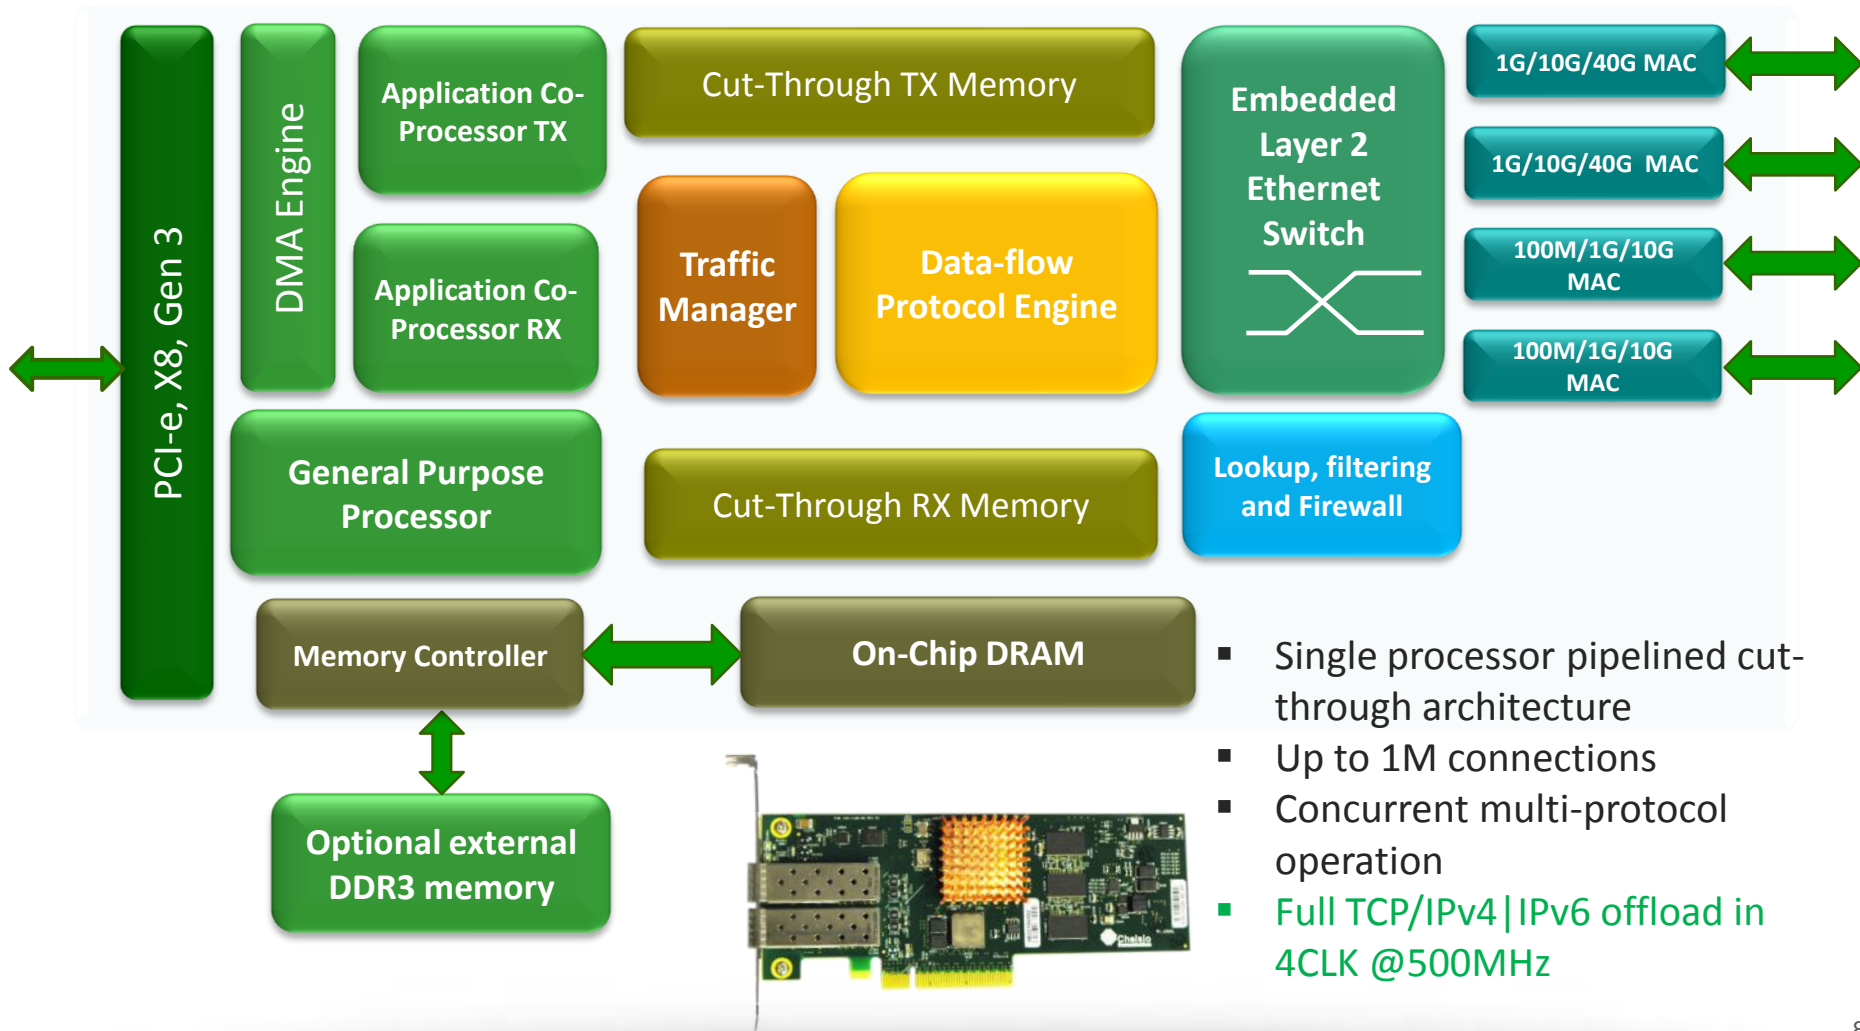 PCI-e, X8, Gen 3
DMA Engine
Application Co-
Processor TX
Application Co-
Processor RX
General Purpose
Processor
Cut-Through TX Memory
Traffic
Manager
Data-flow
Protocol Engine
Cut-Through RX Memory
Embedded
Layer 2
Ethernet
Switch
Lookup, filtering
and Firewall
1G/10G/40G MAC
1G/10G/40G  MAC
100M/1G/10G
MAC
100M/1G/10G
MAC
Memory Controller
On-Chip DRAM
Optional external
DDR3 memory
Chelsio
▪ Single processor pipelined cut-
through architecture
▪ Up to 1M connections
▪ Concurrent multi-protocol
operation
▪ Full TCP/IPv4|IPv6 offload in
4CLK @500MHz